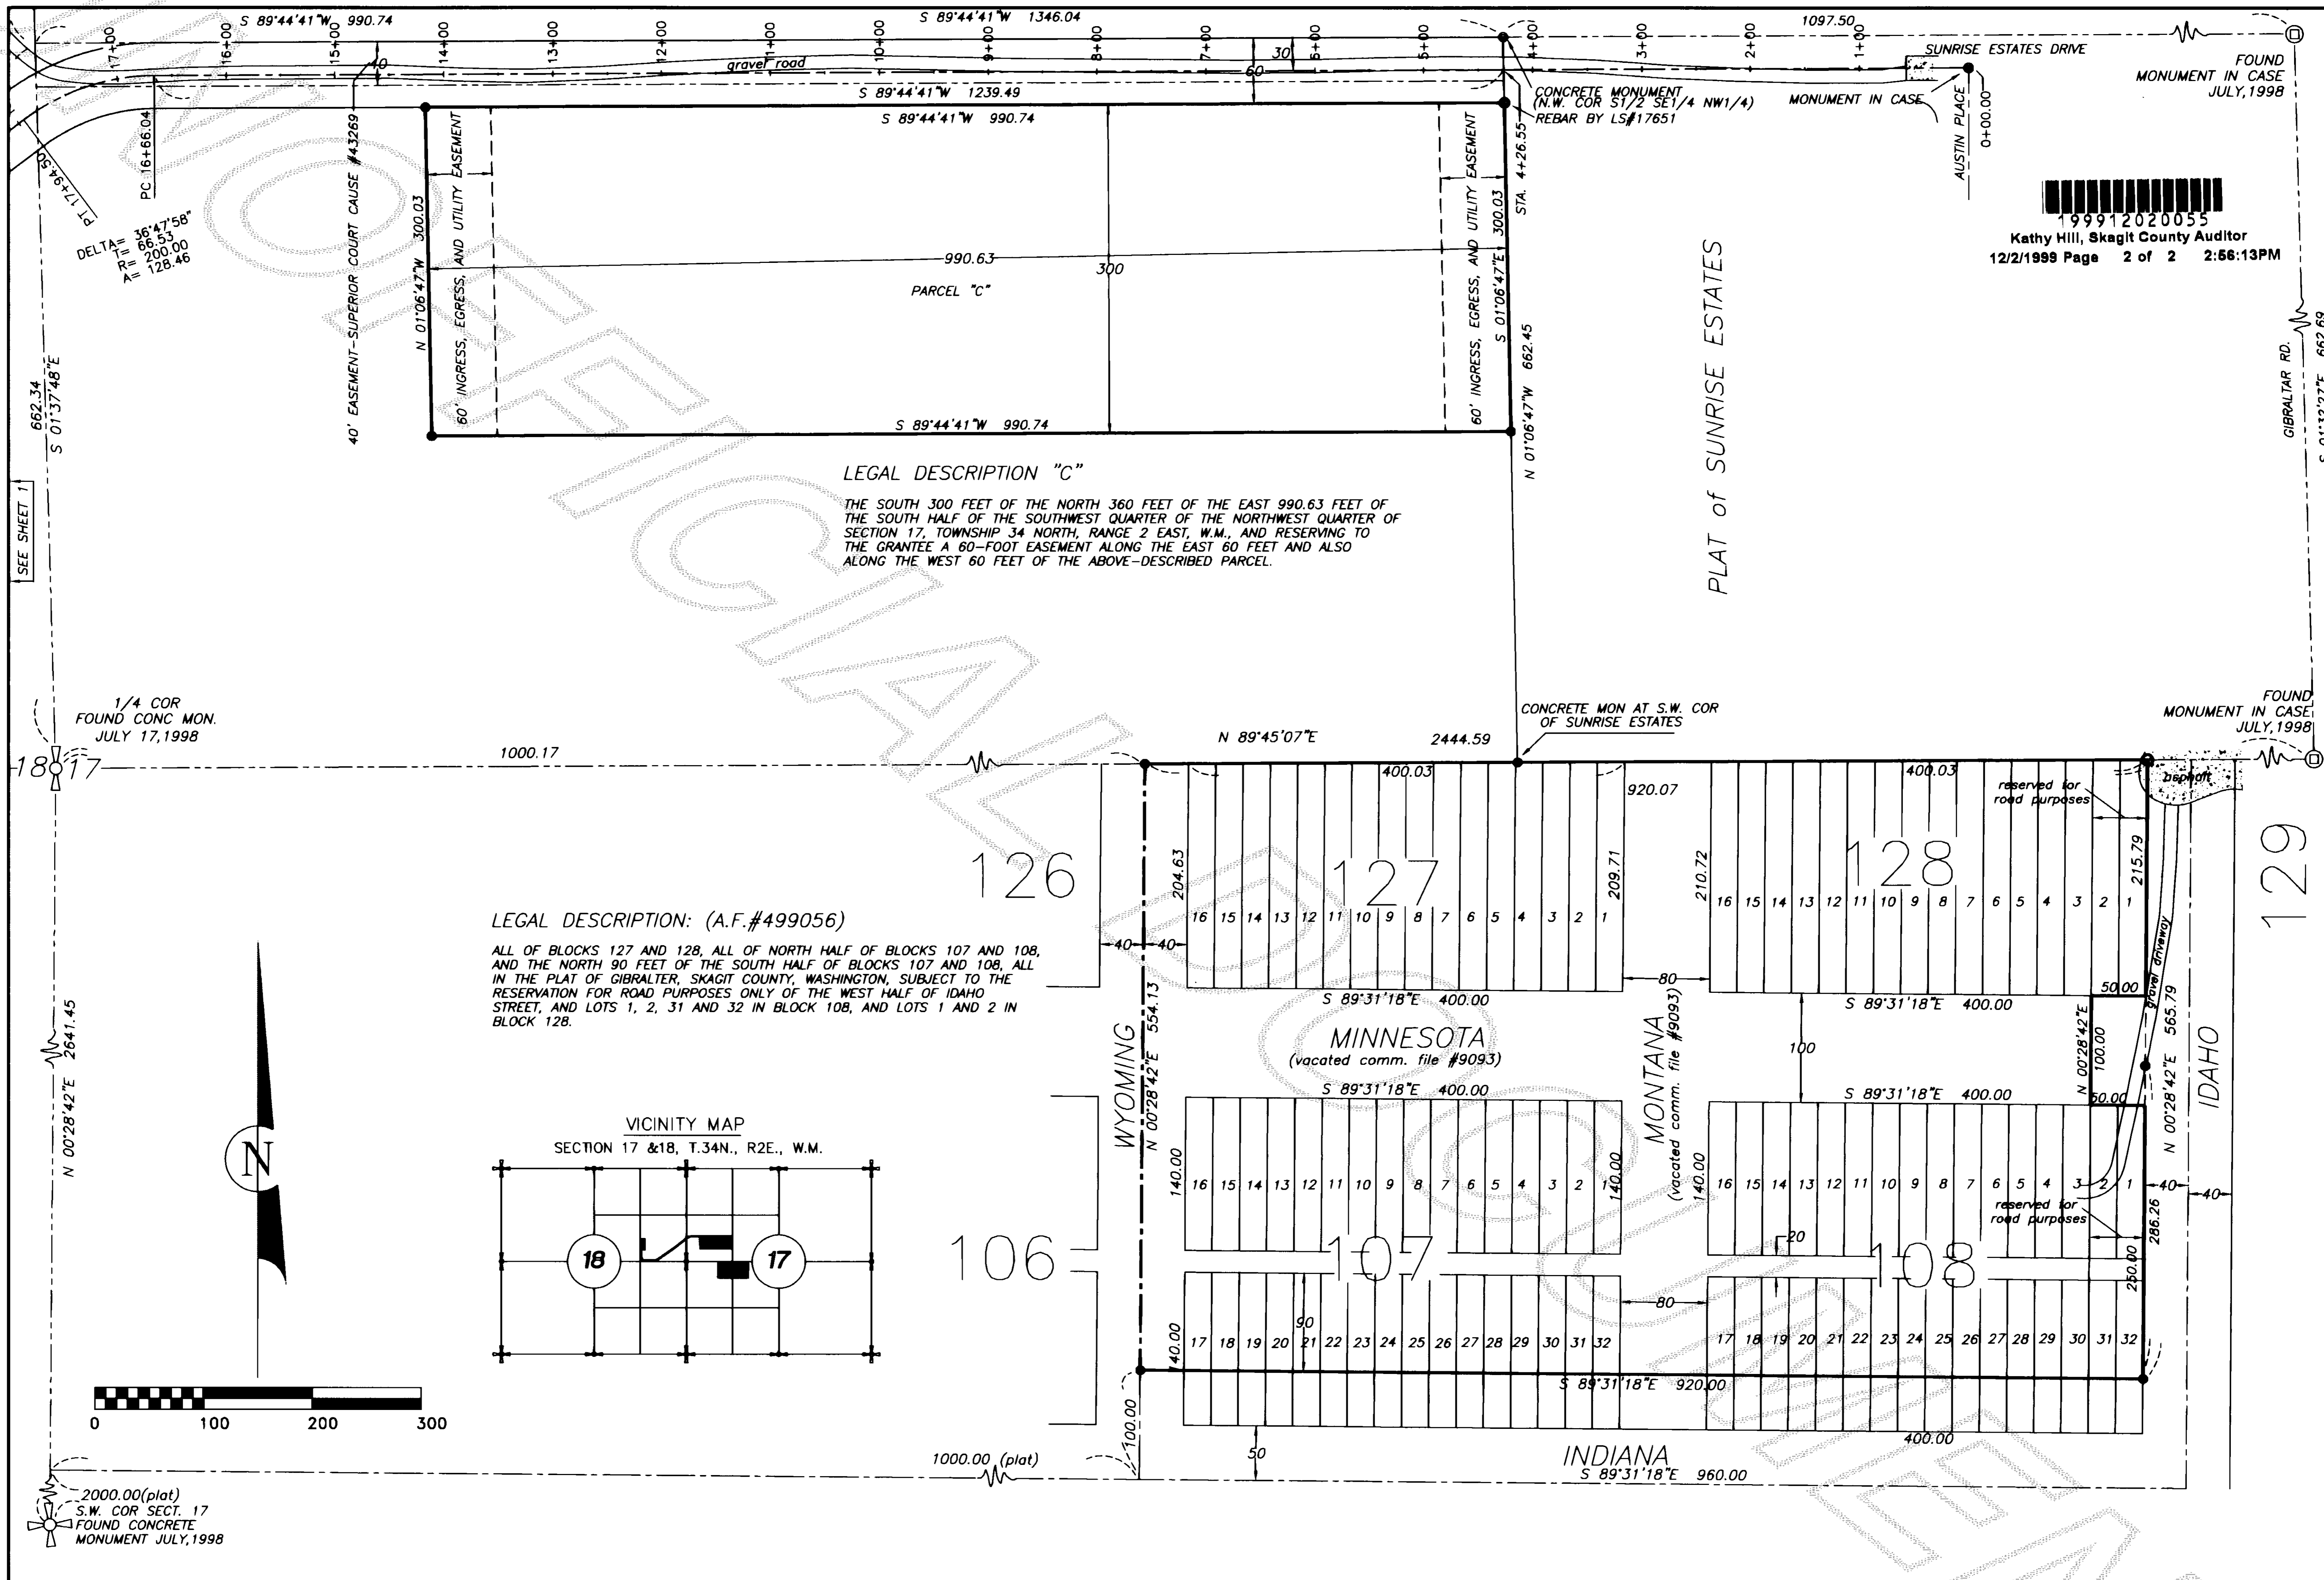 S 89°44'41"W 990.74
S 89°44'41"W 1346.04
1097.50
17+00
16+00
15+00
14+00
13+00
12+00
11+00
10+00
9+00
8+00
7+00
6+00
5+00
4+00
3+00
2+00
1+00
SUNRISE ESTATES DRIVE
FOUND
MONUMENT IN CASE
JULY,1998
40
gravel road
30
60
S 89°44'41"W 1239.49
S 89°44'41"W 990.74
CONCRETE MONUMENT
(N.W. COR S1/2 SE1/4 NW1/4)
REBAR BY LS#17651
MONUMENT IN CASE
AUSTIN PLACE
0+00.00
STA. 4+26.55
PT 17+94.50
PC 16+66.04
DELTA= 36°47'58"
T= 66.53
R= 200.00
A= 128.46
40' EASEMENT-SUPERIOR COURT CAUSE #43269
N 01°06'47"W 300.03
60' INGRESS, EGRESS, AND UTILITY EASEMENT
990.63
300
PARCEL "C"
60' INGRESS, EGRESS, AND UTILITY EASEMENT
S 01°06'47"E 300.03
N 01°06'47"W 662.45
S 89°44'41"W 990.74
PLAT of SUNRISE ESTATES
199912020055
Kathy Hill, Skagit County Auditor
12/2/1999 Page 2 of 2 2:56:13PM
GIBRALTAR RD.
S 01°32'27"E 662.69
662.34
S 01°37'48"E
SEE SHEET 1
LEGAL DESCRIPTION "C"
THE SOUTH 300 FEET OF THE NORTH 360 FEET OF THE EAST 990.63 FEET OF
THE SOUTH HALF OF THE SOUTHWEST QUARTER OF THE NORTHWEST QUARTER OF
SECTION 17, TOWNSHIP 34 NORTH, RANGE 2 EAST, W.M., AND RESERVING TO
THE GRANTEE A 60-FOOT EASEMENT ALONG THE EAST 60 FEET AND ALSO
ALONG THE WEST 60 FEET OF THE ABOVE-DESCRIBED PARCEL.
1/4 COR
FOUND CONC MON.
JULY 17,1998
18 17
1000.17
N 89°45'07"E 2444.59
CONCRETE MON AT S.W. COR
OF SUNRISE ESTATES
FOUND
MONUMENT IN CASE
JULY,1998
400.03
920.07
400.03
reserved for
road purposes
asphalt
126
127
128
129
204.63
209.71
210.72
215.79
16 15 14 13 12 11 10 9 8 7 6 5 4 3 2 1
16 15 14 13 12 11 10 9 8 7 6 5 4 3 2 1
40 40
80
gravel driveway
S 89°31'18"E 400.00
S 89°31'18"E 400.00
50.00
LEGAL DESCRIPTION: (A.F.#499056)
ALL OF BLOCKS 127 AND 128, ALL OF NORTH HALF OF BLOCKS 107 AND 108,
AND THE NORTH 90 FEET OF THE SOUTH HALF OF BLOCKS 107 AND 108, ALL
IN THE PLAT OF GIBRALTER, SKAGIT COUNTY, WASHINGTON, SUBJECT TO THE
RESERVATION FOR ROAD PURPOSES ONLY OF THE WEST HALF OF IDAHO
STREET, AND LOTS 1, 2, 31 AND 32 IN BLOCK 108, AND LOTS 1 AND 2 IN
BLOCK 128.
N 00°28'42"E 2641.45
WYOMING
N 00°28'42"E 554.13
MINNESOTA
(vacated comm. file #9093)
MONTANA
(vacated comm. file #9093)
100
N 00°28'42"E
100.00
N 00°28'42"E 565.79
IDAHO
S 89°31'18"E 400.00
S 89°31'18"E 400.00
50.00
N
VICINITY MAP
SECTION 17 &18, T.34N., R2E., W.M.
18
17
140.00
140.00
140.00
16 15 14 13 12 11 10 9 8 7 6 5 4 3 2 1
16 15 14 13 12 11 10 9 8 7 6 5 4 3 2 1
40
40
reserved for
road purposes
286.26
250.00
106
107
108
20
80
90
140.00
17 18 19 20 21 22 23 24 25 26 27 28 29 30 31 32
17 18 19 20 21 22 23 24 25 26 27 28 29 30 31 32
S 89°31'18"E 920.00
0 100 200 300
100.00
1000.00 (plat)
50
INDIANA
400.00
S 89°31'18"E 960.00
2000.00(plat)
S.W. COR SECT. 17
FOUND CONCRETE
MONUMENT JULY,1998
UNOFFICIAL DOCUMENT